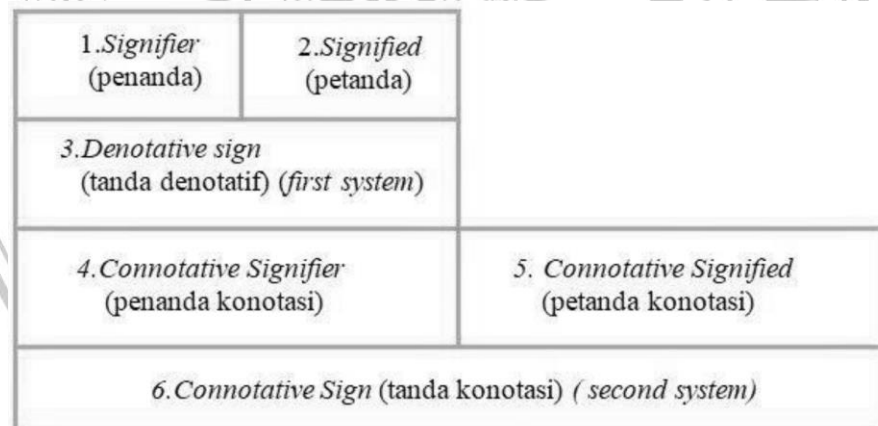 1.Signifier
(penanda)
2.Signified
(petanda)
3.Denotative sign
(tanda denotatif) (first system)
4.Connotative Signifier
(penanda konotasi)
5. Connotative Signified
(petanda konotasi)
6.Connotative Sign (tanda konotasi) ( second system)